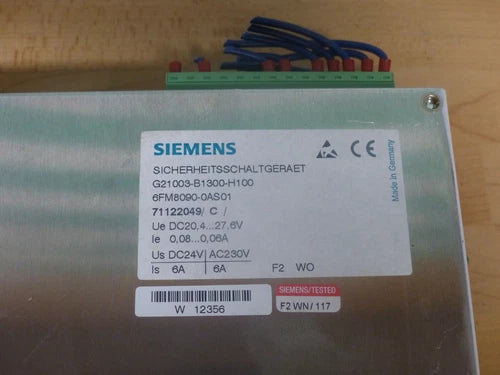 SIEMENS
SICHERHEITSSCHALTGERAET
G21003-B1300-H100
6FM8090-0AS01
71122049/ C /
Ue DC20,4...27,6V
Ie 0,08...0,06A
Us DC24V AC230V
Is 6A 6A F2 WO
CE
Made in Germany
W 12356
SIEMENS/TESTED
F2 WN/ 117